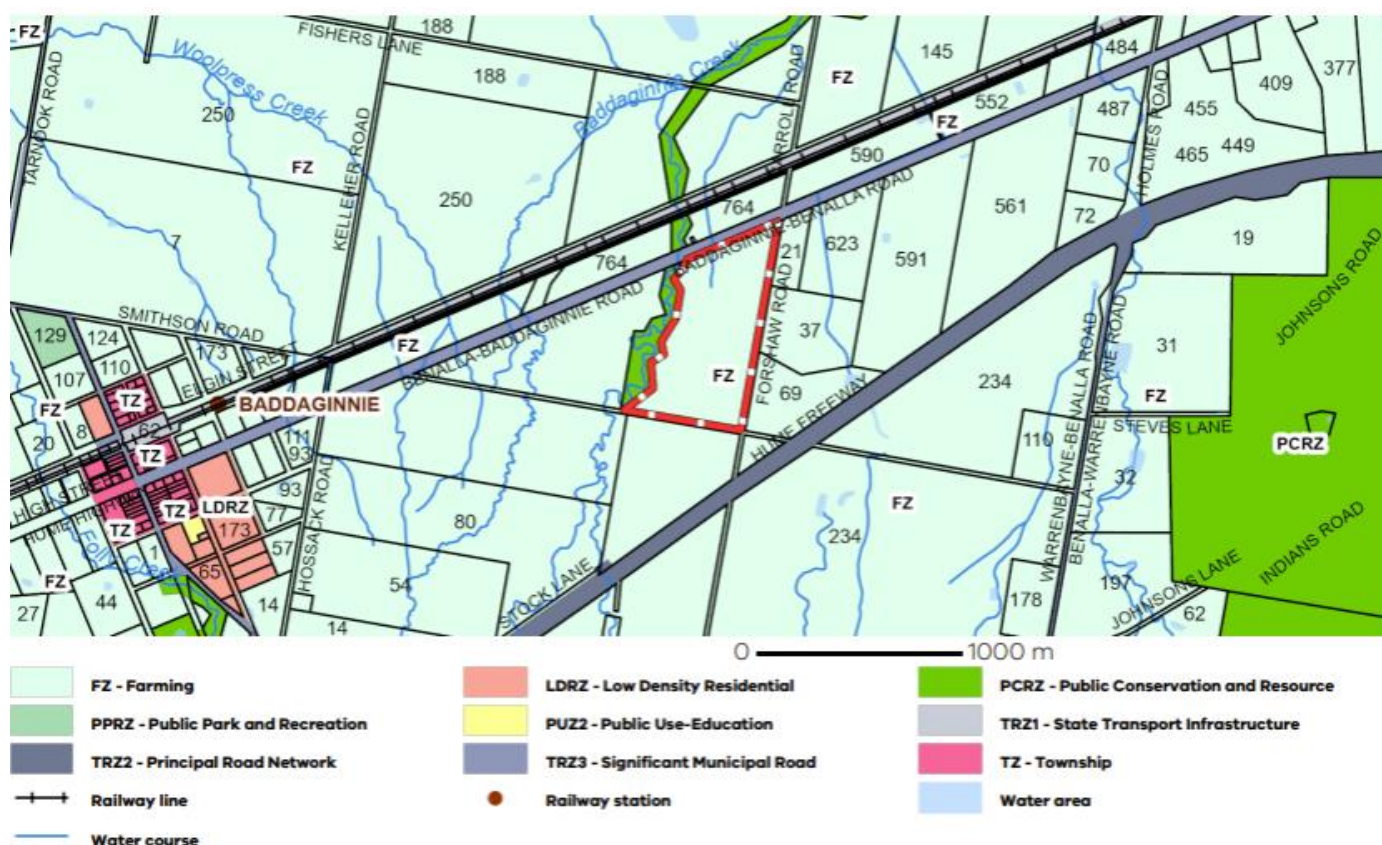 188
FISHERS LANE
FZ
Woolpress Creek
188
Baddaginnie Creek
145
484
377
409
FZ
552
TARNOOK ROAD
250
KELLEHER ROAD
FZ
487
455
FZ
HOLMES ROAD
449
465
590
70
250
764
561
72
19
BADDAGINNIE-BENALLA ROAD
7
764
21
623
591
JOHNSONS ROAD
SMITHSON ROAD
FORSHAW ROAD
129
124
173
ELGIN STREET
FZ
BENALLA-BADDAGINNIE ROAD
37
31
110
107
FZ
HUME FREEWAY
69
234
WARRENBAYNE-BENALLA ROAD
BENALLA-WARRENBAYNE ROAD
FZ
TZ
BADDAGINNIE
FZ
8
62
20
111
93
110
STEVES LANE
PCRZ
TZ
HOSSACK ROAD
32
93
LDRZ
TZ
TZ
173
77
80
FZ
234
INDIANS ROAD
Folly Creek
1
57
65
FZ
54
STOCK LANE
44
27
14
14
178
197
JOHNSONS LANE
62
0 1000 m
FZ - Farming
LDRZ - Low Density Residential
PCRZ - Public Conservation and Resource
PPRZ - Public Park and Recreation
PUZ2 - Public Use-Education
TRZ1 - State Transport Infrastructure
TRZ2 - Principal Road Network
TRZ3 - Significant Municipal Road
TZ - Township
Railway line
Railway station
Water area
Water course